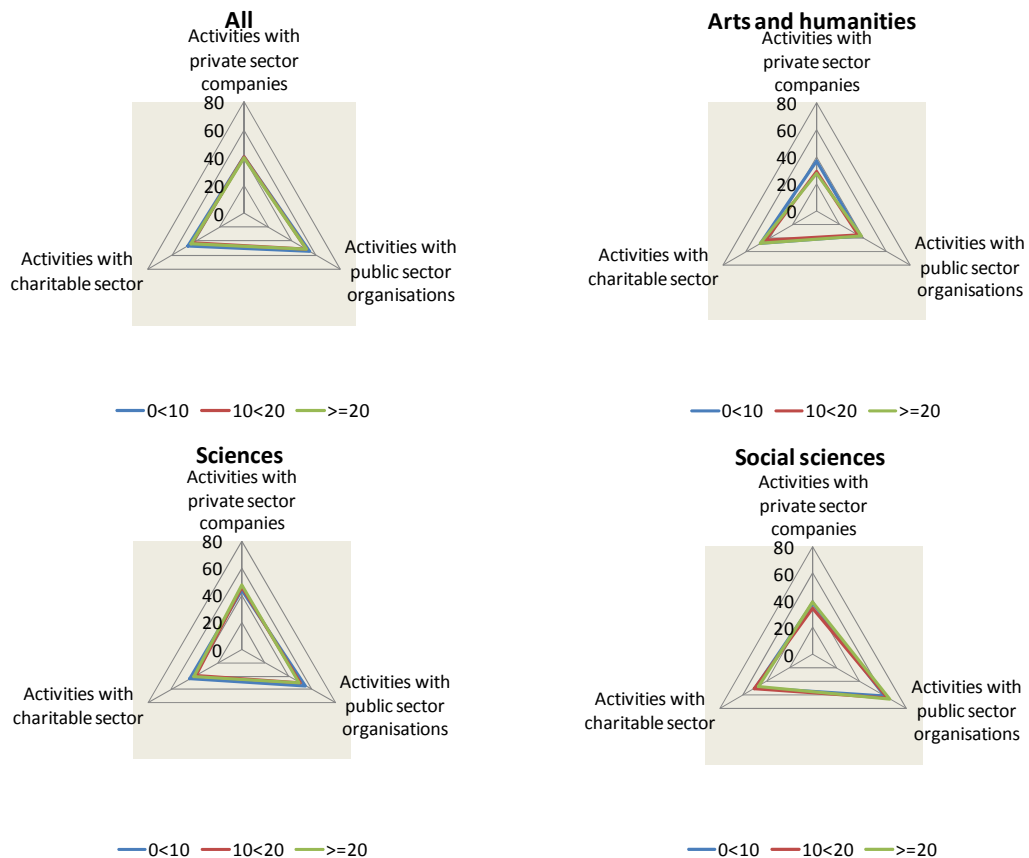 All
Activities with
private sector
companies
80
60
40
20
0
Activities with
charitable sector
Activities with
public sector
organisations
0<10 10<20 >=20
Arts and humanities
Activities with
private sector
companies
80
60
40
20
0
Activities with
charitable sector
Activities with
public sector
organisations
0<10 10<20 >=20
Sciences
Activities with
private sector
companies
80
60
40
20
0
Activities with
charitable sector
Activities with
public sector
organisations
0<10 10<20 >=20
Social sciences
Activities with
private sector
companies
80
60
40
20
0
Activities with
charitable sector
Activities with
public sector
organisations
0<10 10<20 >=20